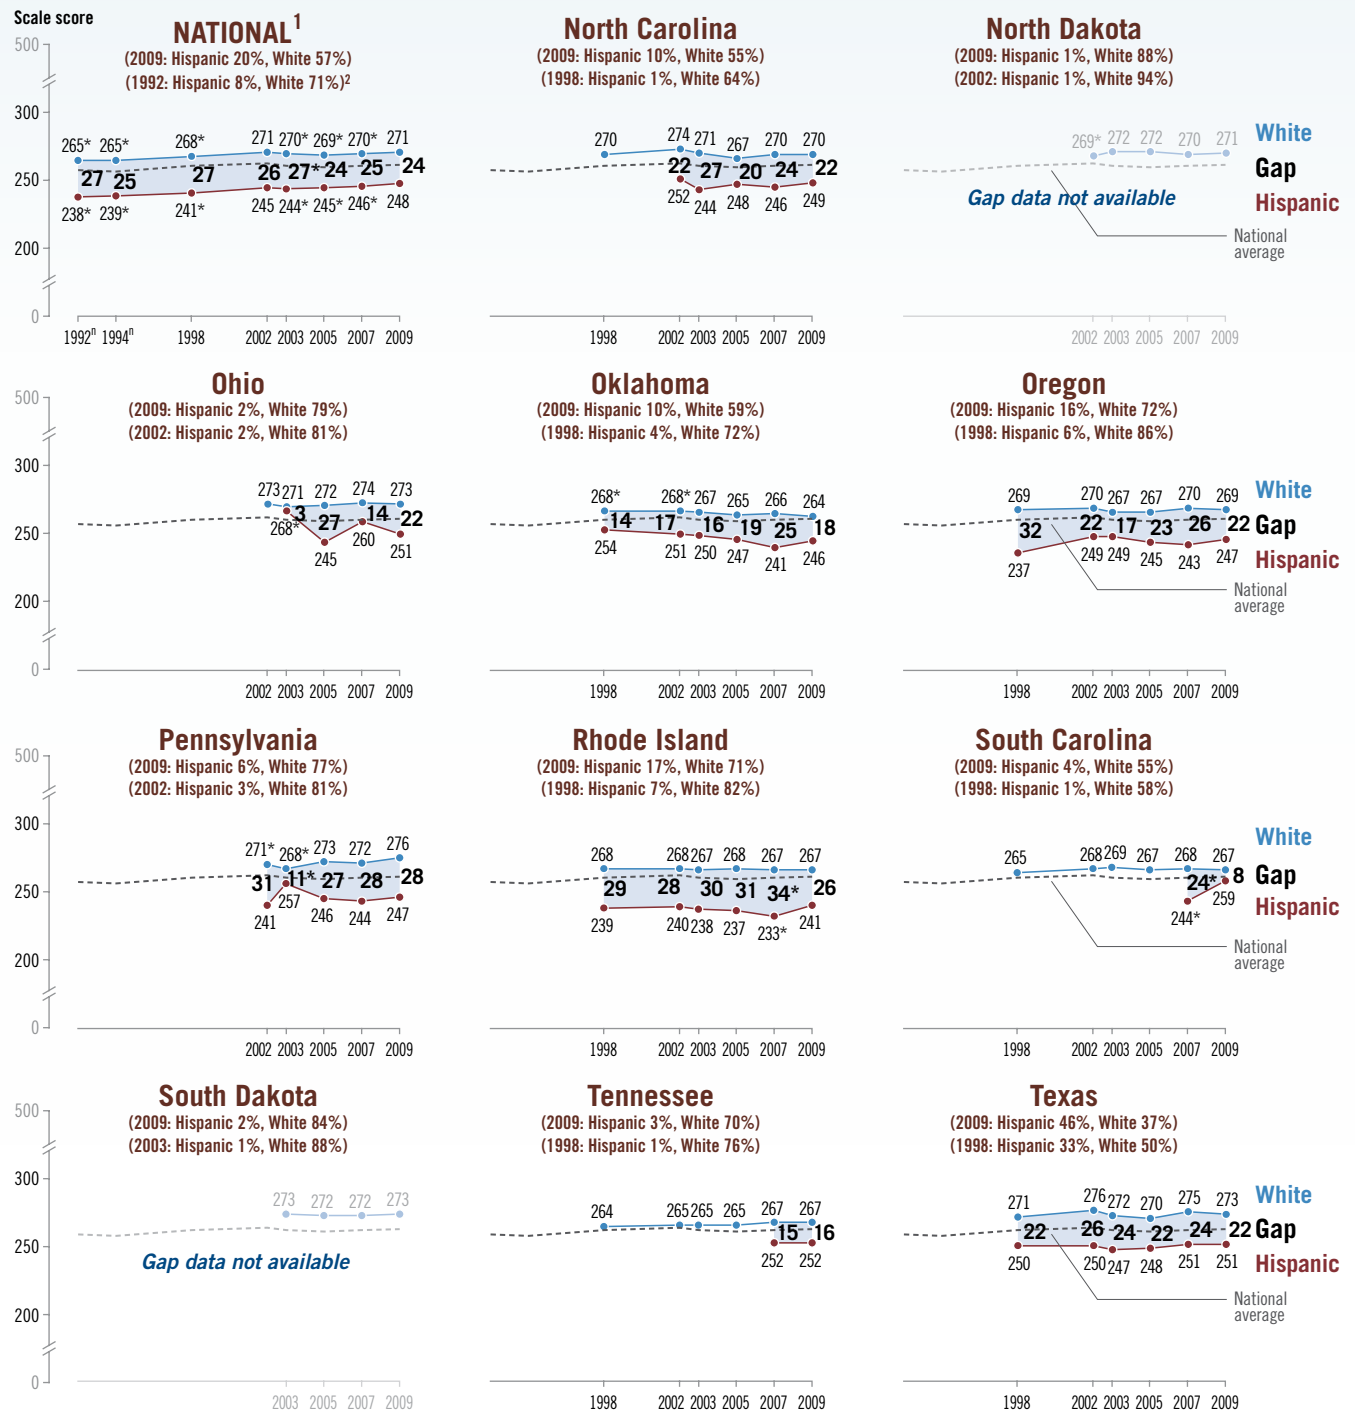 Scale score
NATIONAL1
(2009: Hispanic 20%, White 57%)
(1992: Hispanic 8%, White 71%)2
500
300
250
200
0
265* 265* 268* 271 270* 269* 270* 271
27 25 27 26 27* 24 25 24
238* 239* 241* 245 244* 245* 246* 248
1992n 1994n 1998 2002 2003 2005 2007 2009
North Carolina
(2009: Hispanic 10%, White 55%)
(1998: Hispanic 1%, White 64%)
270 274 271 267 270 270
22 27 20 24 22
252 244 248 246 249
1998 2002 2003 2005 2007 2009
North Dakota
(2009: Hispanic 1%, White 88%)
(2002: Hispanic 1%, White 94%)
269* 272 272 270 271
Gap data not available
White
Gap
Hispanic
National
average
2002 2003 2005 2007 2009
Ohio
(2009: Hispanic 2%, White 79%)
(2002: Hispanic 2%, White 81%)
500
300
250
200
0
273 271 272 274 273
3 27 14 22
268* 245 260 251
2002 2003 2005 2007 2009
Oklahoma
(2009: Hispanic 10%, White 59%)
(1998: Hispanic 4%, White 72%)
268* 268* 267 265 266 264
14 17 16 19 25 18
254 251 250 247 241 246
1998 2002 2003 2005 2007 2009
Oregon
(2009: Hispanic 16%, White 72%)
(1998: Hispanic 6%, White 86%)
269 270 267 267 270 269
32 22 17 23 26 22
237 249 249 245 243 247
White
Gap
Hispanic
National
average
1998 2002 2003 2005 2007 2009
Pennsylvania
(2009: Hispanic 6%, White 77%)
(2002: Hispanic 3%, White 81%)
500
300
250
200
0
271* 268* 273 272 276
31 11* 27 28 28
241 257 246 244 247
2002 2003 2005 2007 2009
Rhode Island
(2009: Hispanic 17%, White 71%)
(1998: Hispanic 7%, White 82%)
268 268 267 268 267 267
29 28 30 31 34* 26
239 240 238 237 233* 241
1998 2002 2003 2005 2007 2009
South Carolina
(2009: Hispanic 4%, White 55%)
(1998: Hispanic 1%, White 58%)
265 268 269 267 268 267
24* 8
244* 259
White
Gap
Hispanic
National
average
1998 2002 2003 2005 2007 2009
South Dakota
(2009: Hispanic 2%, White 84%)
(2003: Hispanic 1%, White 88%)
500
300
250
200
0
273 272 272 273
Gap data not available
2003 2005 2007 2009
Tennessee
(2009: Hispanic 3%, White 70%)
(1998: Hispanic 1%, White 76%)
264 265 265 265 267 267
15 16
252 252
1998 2002 2003 2005 2007 2009
Texas
(2009: Hispanic 46%, White 37%)
(1998: Hispanic 33%, White 50%)
271 276 272 270 275 273
22 26 24 22 24 22
250 250 247 248 251 251
White
Gap
Hispanic
National
average
1998 2002 2003 2005 2007 2009